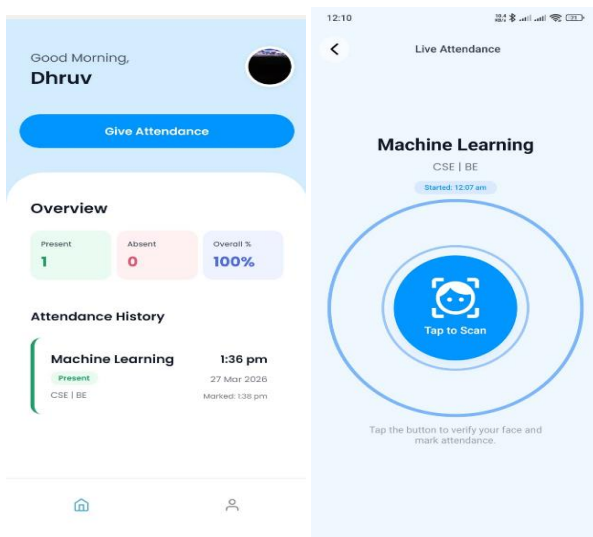 Good Morning,
Dhruv
Give Attendance
Overview
Present
1
Absent
0
Overall %
100%
Attendance History
Machine Learning
1:36 pm
Present
27 Mar 2026
CSE | BE
Marked: 1:38 pm
12:10
Live Attendance
Machine Learning
CSE | BE
Started: 12:07 am
Tap to Scan
Tap the button to verify your face and
mark attendance.